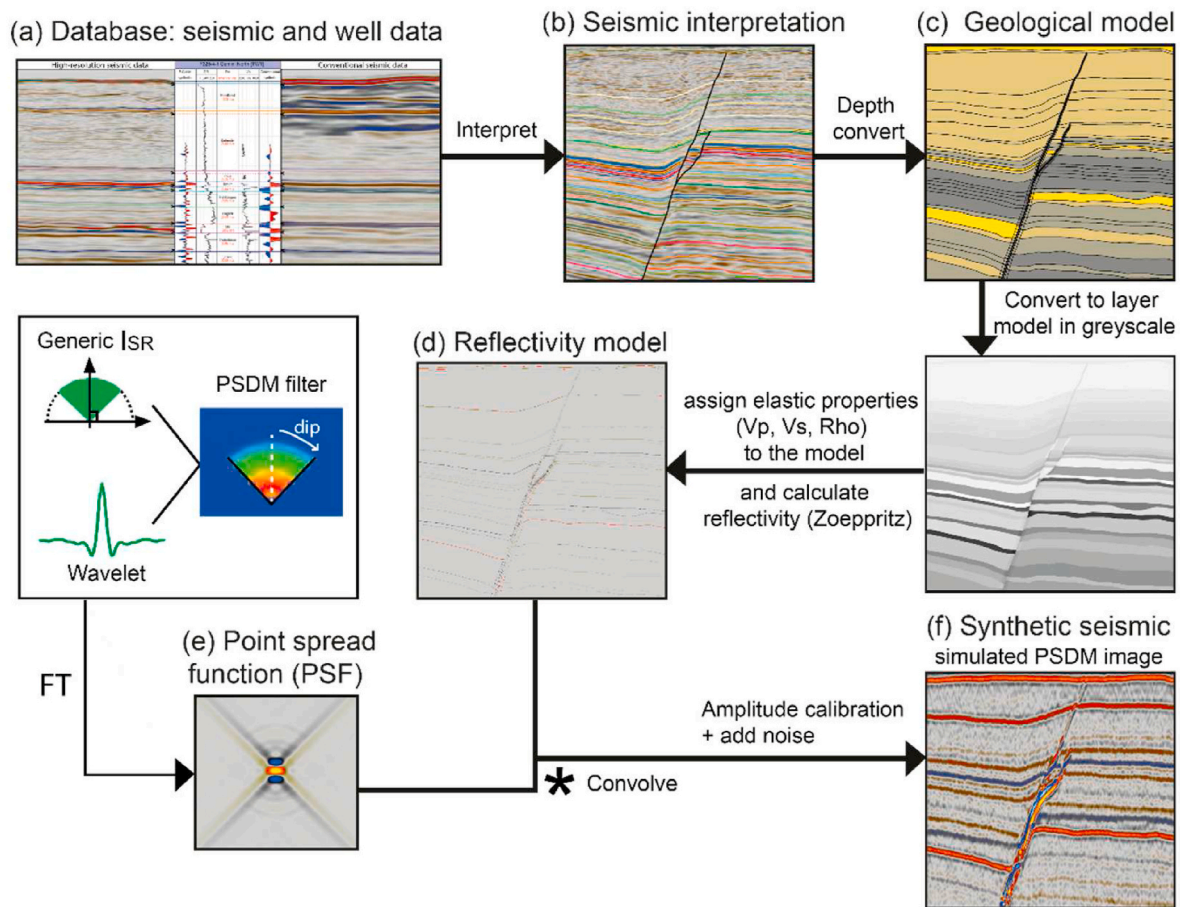 (a) Database: seismic and well data
High-resolution seismic data
Conventional seismic data
Interpret
(b) Seismic interpretation
Depth
convert
(c) Geological model
Convert to layer
model in greyscale
Generic ISR
PSDM filter
dip
Wavelet
(d) Reflectivity model
assign elastic properties
(Vp, Vs, Rho)
to the model
and calculate
reflectivity (Zoeppritz)
FT
(e) Point spread
function (PSF)
* Convolve
Amplitude calibration
+ add noise
(f) Synthetic seismic
simulated PSDM image